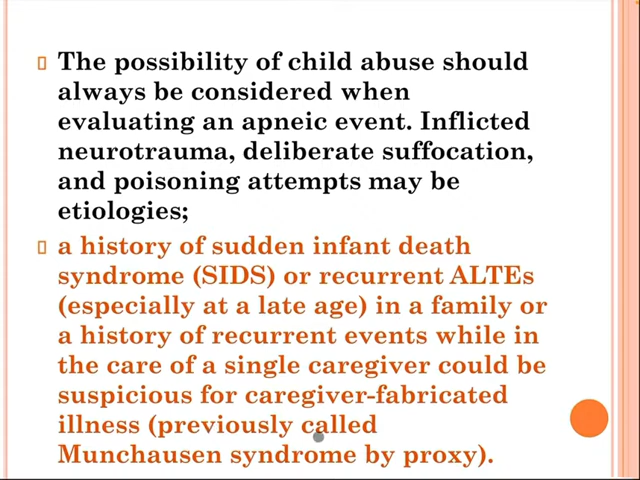 The possibility of child abuse should
always be considered when
evaluating an apneic event. Inflicted
neurotrauma, deliberate suffocation,
and poisoning attempts may be
etiologies;
a history of sudden infant death
syndrome (SIDS) or recurrent ALTEs
(especially at a late age) in a family or
a history of recurrent events while in
the care of a single caregiver could be
suspicious for caregiver-fabricated
illness (previously called
Munchausen syndrome by proxy).